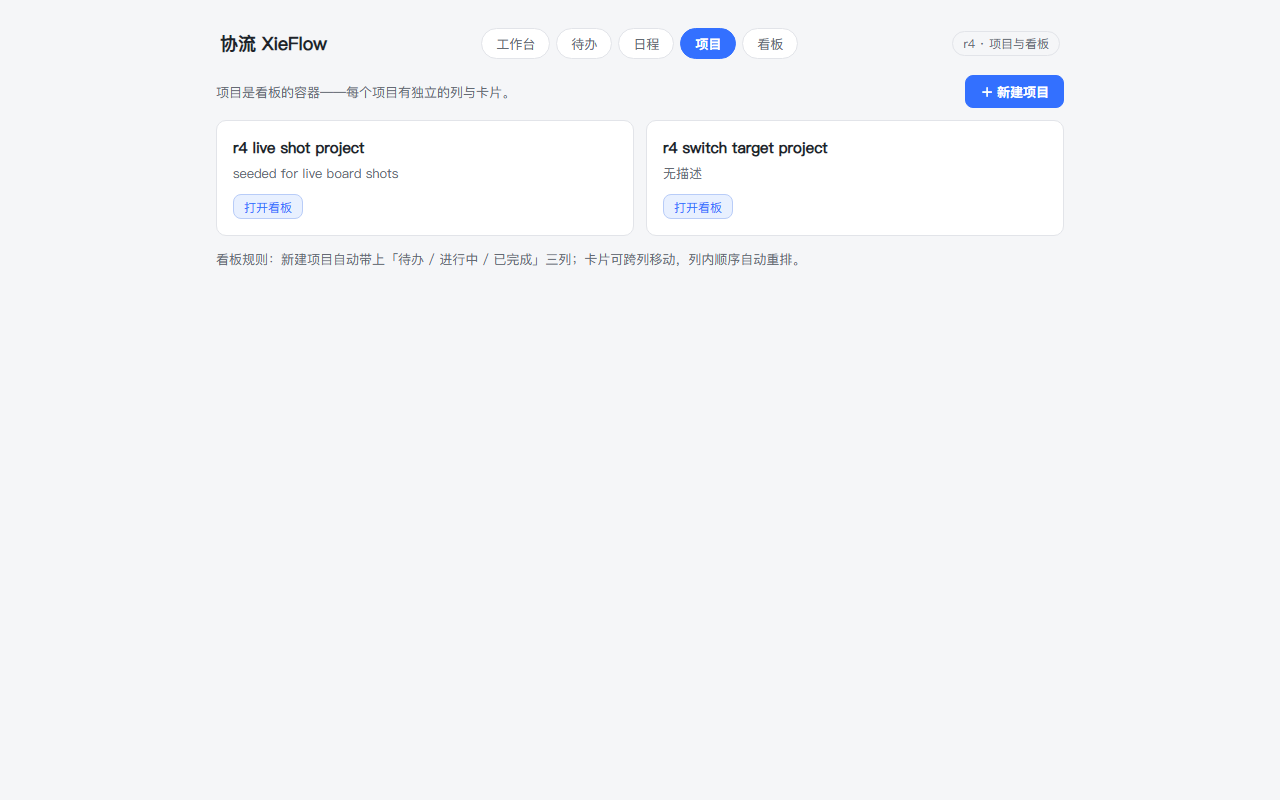 协流 XieFlow
工作台
待办
日程
项目
看板
r4 · 项目与看板
项目是看板的容器——每个项目有独立的列与卡片。
＋ 新建项目
r4 live shot project
seeded for live board shots
打开看板
r4 switch target project
无描述
打开看板
看板规则：新建项目自动带上「待办 / 进行中 / 已完成」三列；卡片可跨列移动，列内顺序自动重排。